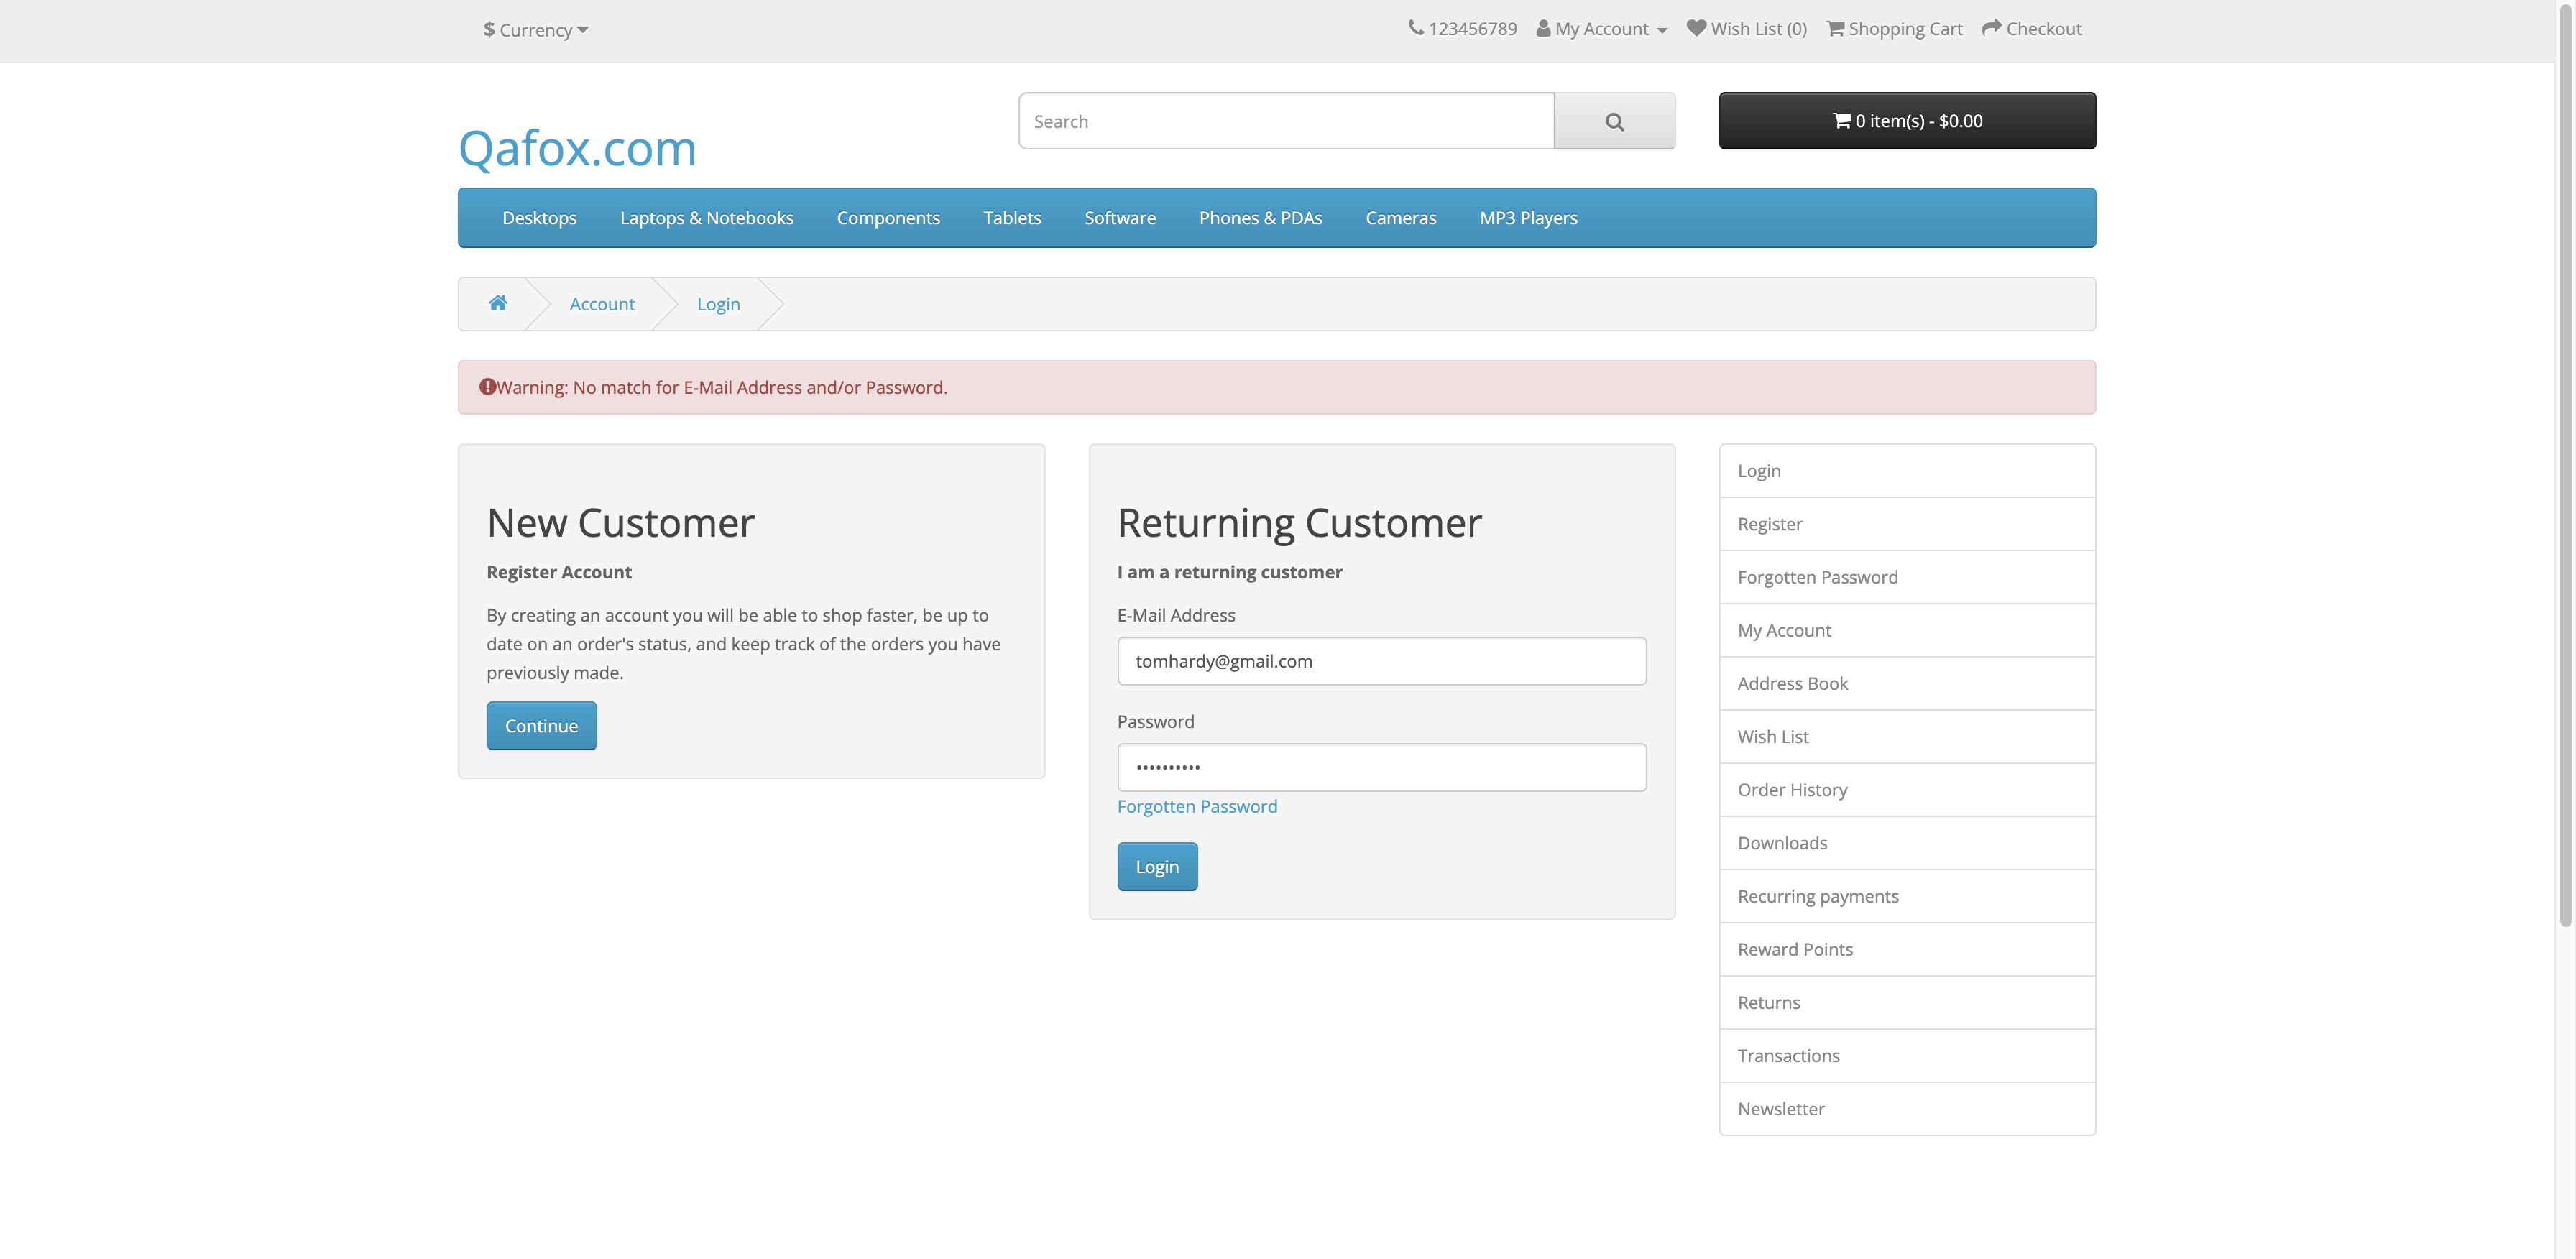 $ Currency
123456789 My Account Wish List (0) Shopping Cart Checkout
Qafox.com
Search
0 item(s) - $0.00
Desktops Laptops & Notebooks Components Tablets Software Phones & PDAs Cameras MP3 Players
Account Login
Warning: No match for E-Mail Address and/or Password.
New Customer
Register Account
By creating an account you will be able to shop faster, be up to
date on an order's status, and keep track of the orders you have
previously made.
Continue
Returning Customer
I am a returning customer
E-Mail Address
tomhardy@gmail.com
Password
••••••••••
Forgotten Password
Login
Login
Register
Forgotten Password
My Account
Address Book
Wish List
Order History
Downloads
Recurring payments
Reward Points
Returns
Transactions
Newsletter